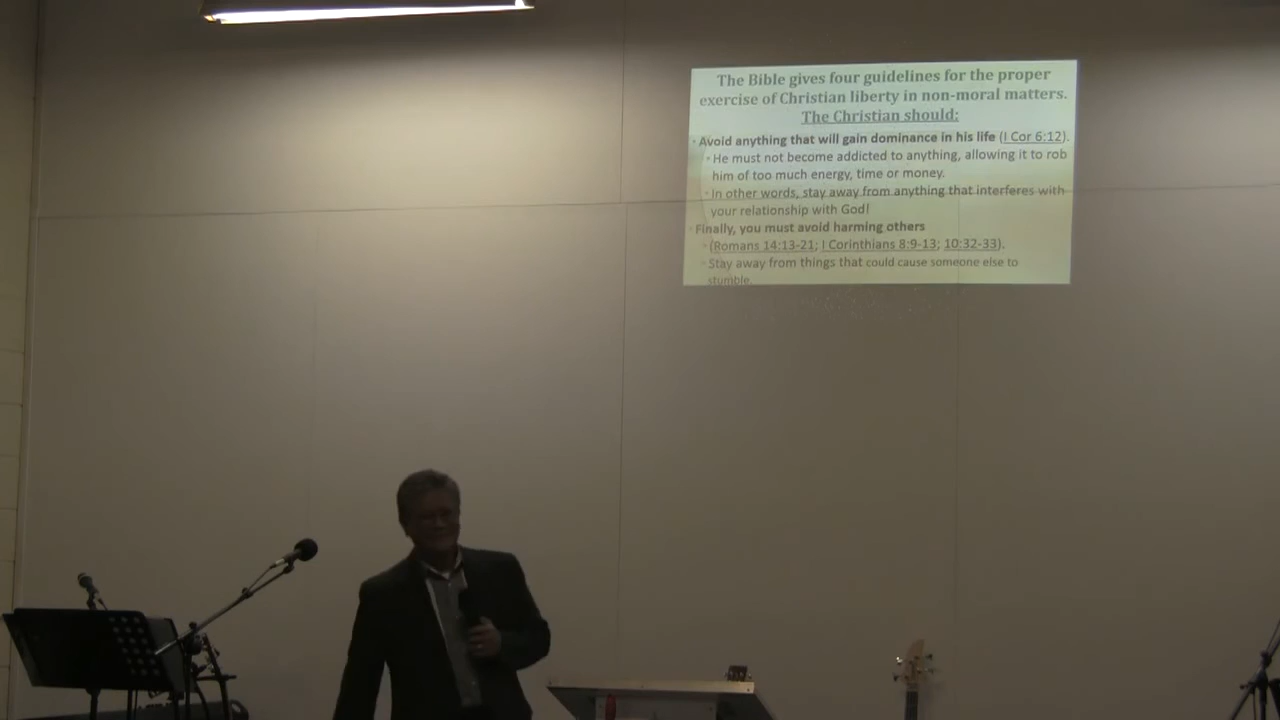 The Bible gives four guidelines for the proper
exercise of Christian liberty in non-moral matters.
The Christian should:
• Avoid anything that will gain dominance in his life (I Cor 6:12).
• He must not become addicted to anything, allowing it to rob
him of too much energy, time or money.
• In other words, stay away from anything that interferes with
your relationship with God!
• Finally, you must avoid harming others
• (Romans 14:13-21; I Corinthians 8:9-13; 10:32-33).
• Stay away from things that could cause someone else to
stumble.